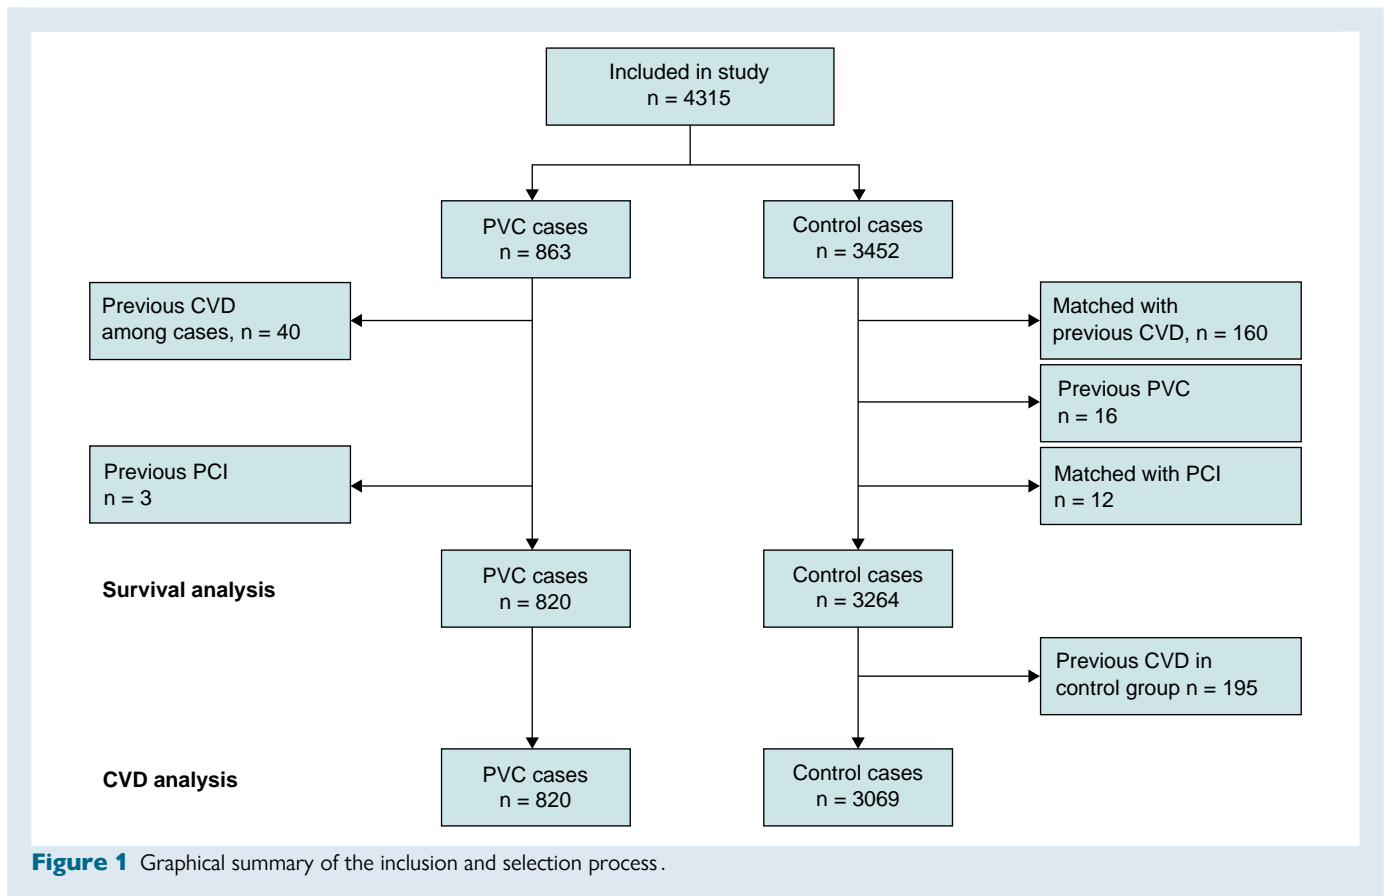 Included in study
n = 4315
PVC cases
n = 863
Control cases
n = 3452
Previous CVD
among cases, n = 40
Matched with
previous CVD, n = 160
Previous PVC
n = 16
Previous PCI
n = 3
Matched with PCI
n = 12
Survival analysis
PVC cases
n = 820
Control cases
n = 3264
Previous CVD in
control group n = 195
CVD analysis
PVC cases
n = 820
Control cases
n = 3069
Figure 1 Graphical summary of the inclusion and selection process.